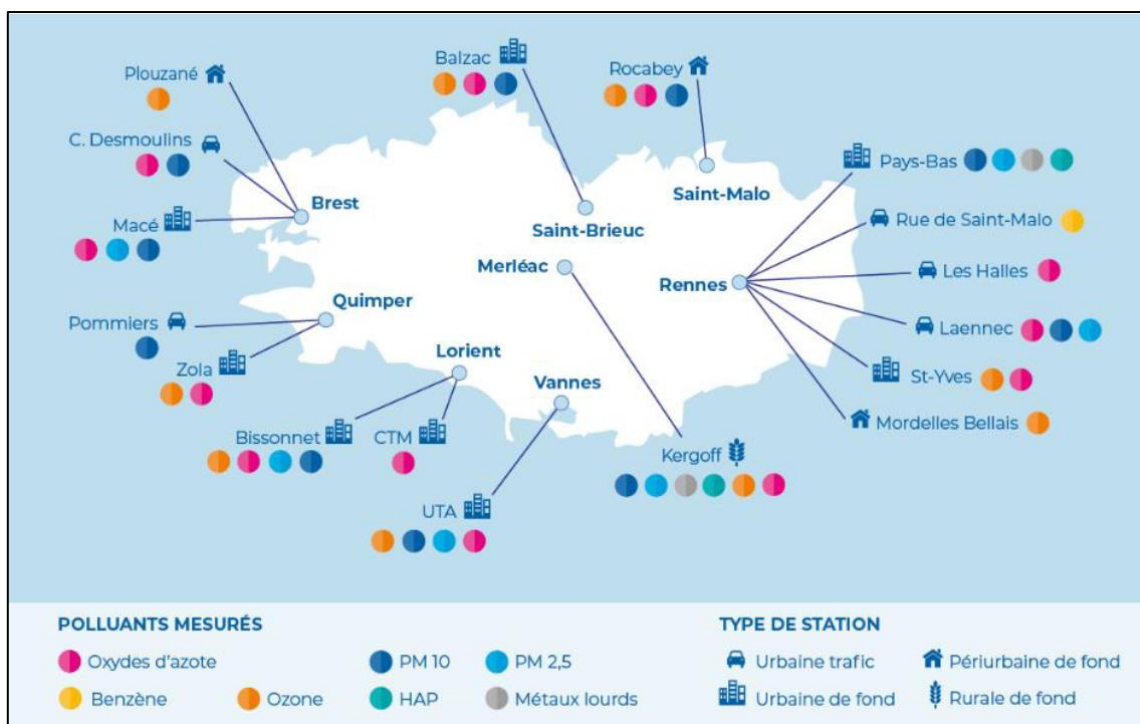 Plouzané
C. Desmoulins
Macé
Brest
Pommiers
Zola
Quimper
Balzac
Saint-Brieuc
Merléac
Rocabey
Saint-Malo
Pays-Bas
Rue de Saint-Malo
Les Halles
Rennes
Laennec
St-Yves
Mordelles Bellais
Lorient
Bissonnet
CTM
Vannes
UTA
Kergoff
POLLUANTS MESURÉS
Oxydes d'azote
PM 10
PM 2,5
Benzène
Ozone
HAP
Métaux lourds
TYPE DE STATION
Urbaine trafic
Périurbaine de fond
Urbaine de fond
Rurale de fond